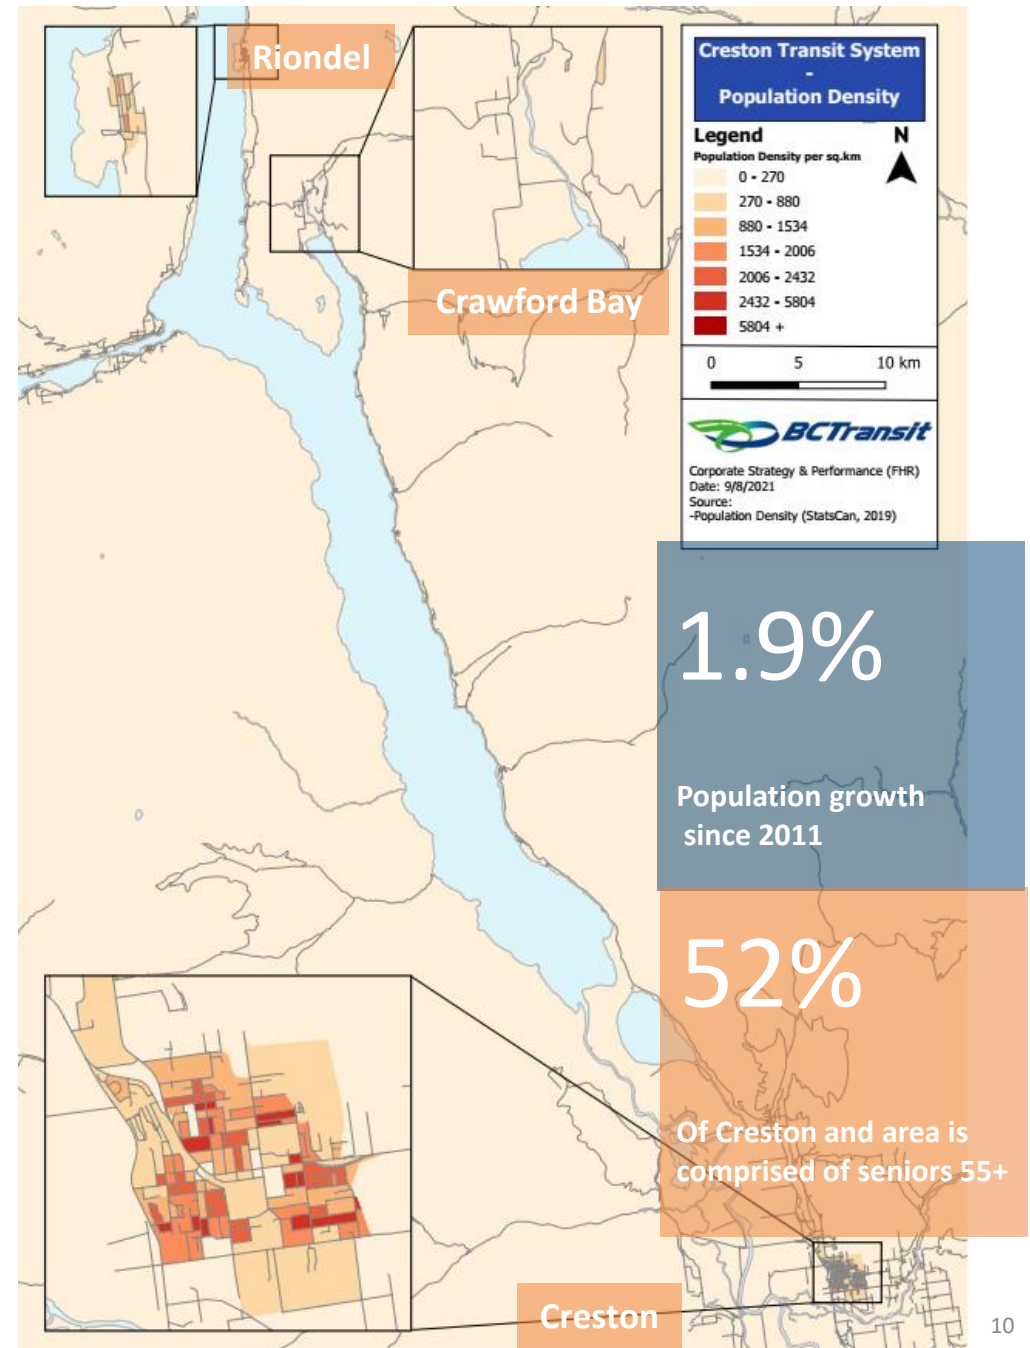 Riondel
Crawford Bay
Creston Transit System
-
Population Density
Legend
N
Population Density per sq.km
0 - 270
270 - 880
880 - 1534
1534 - 2006
2006 - 2432
2432 - 5804
5804 +
0 5 10 km
BCTransit
Corporate Strategy & Performance (FHR)
Date: 9/8/2021
Source:
-Population Density (StatsCan, 2019)
1.9%
Population growth
since 2011
52%
Of Creston and area is
comprised of seniors 55+
Creston
10